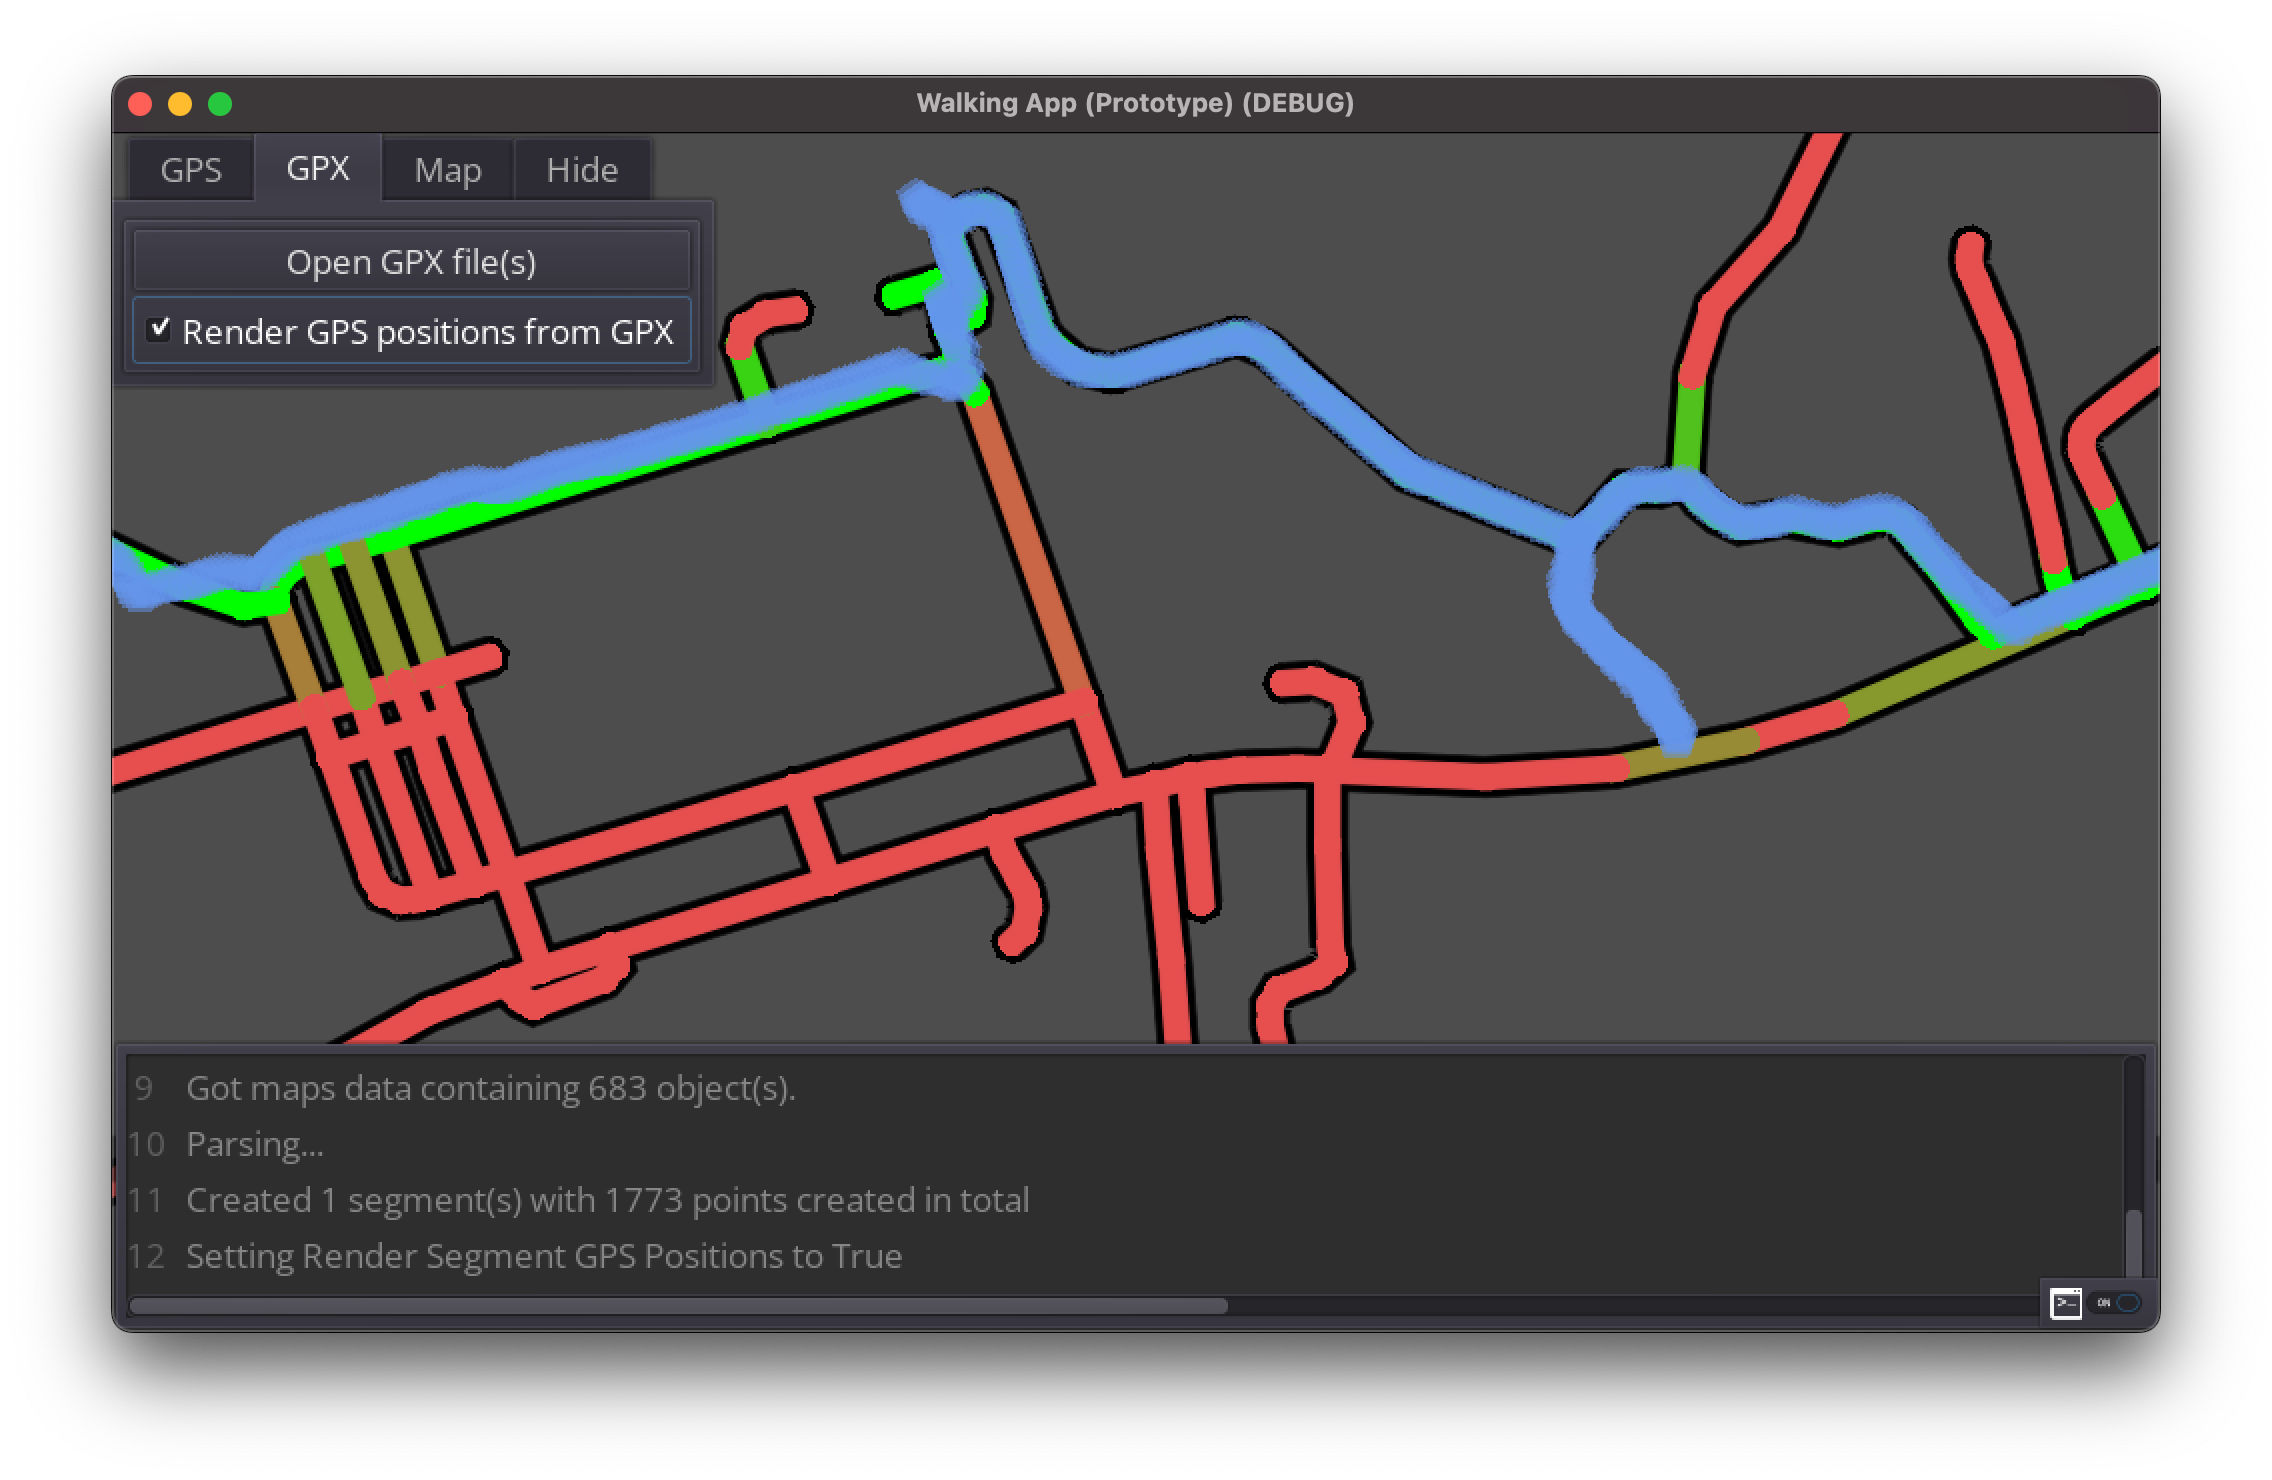 Walking App (Prototype) (DEBUG)
GPS GPX Map Hide
Open GPX file(s)
Render GPS positions from GPX
9 Got maps data containing 683 object(s).
10 Parsing...
11 Created 1 segment(s) with 1773 points created in total
12 Setting Render Segment GPS Positions to True
>_ ON